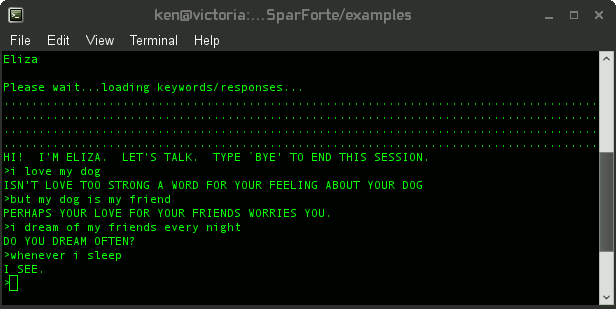 ken@victoria:...SparForte/examples
File Edit View Terminal Help
Eliza
Please wait...loading keywords/responses...
................................................................................
................................................................................
................................................................................
................................................................................
HI!  I'M ELIZA.  LET'S TALK.  TYPE `BYE' TO END THIS SESSION.
>i love my dog
ISN'T LOVE TOO STRONG A WORD FOR YOUR FEELING ABOUT YOUR DOG
>but my dog is my friend
PERHAPS YOUR LOVE FOR YOUR FRIENDS WORRIES YOU.
>i dream of my friends every night
DO YOU DREAM OFTEN?
>whenever i sleep
I SEE.
>